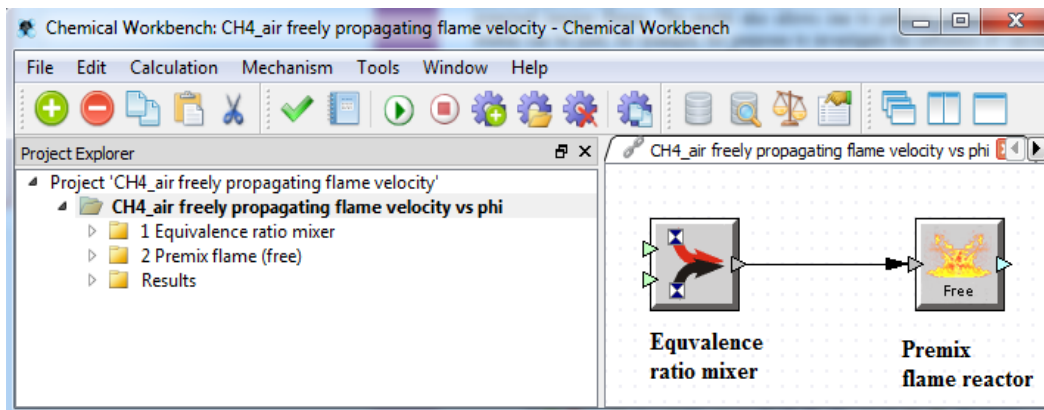 Chemical Workbench: CH4_air freely propagating flame velocity - Chemical Workbench
File Edit Calculation Mechanism Tools Window Help
Project Explorer
CH4_air freely propagating flame velocity vs phi
Project 'CH4_air freely propagating flame velocity'
CH4_air freely propagating flame velocity vs phi
1 Equivalence ratio mixer
2 Premix flame (free)
Results
Free
Equvalence
ratio mixer
Premix
flame reactor